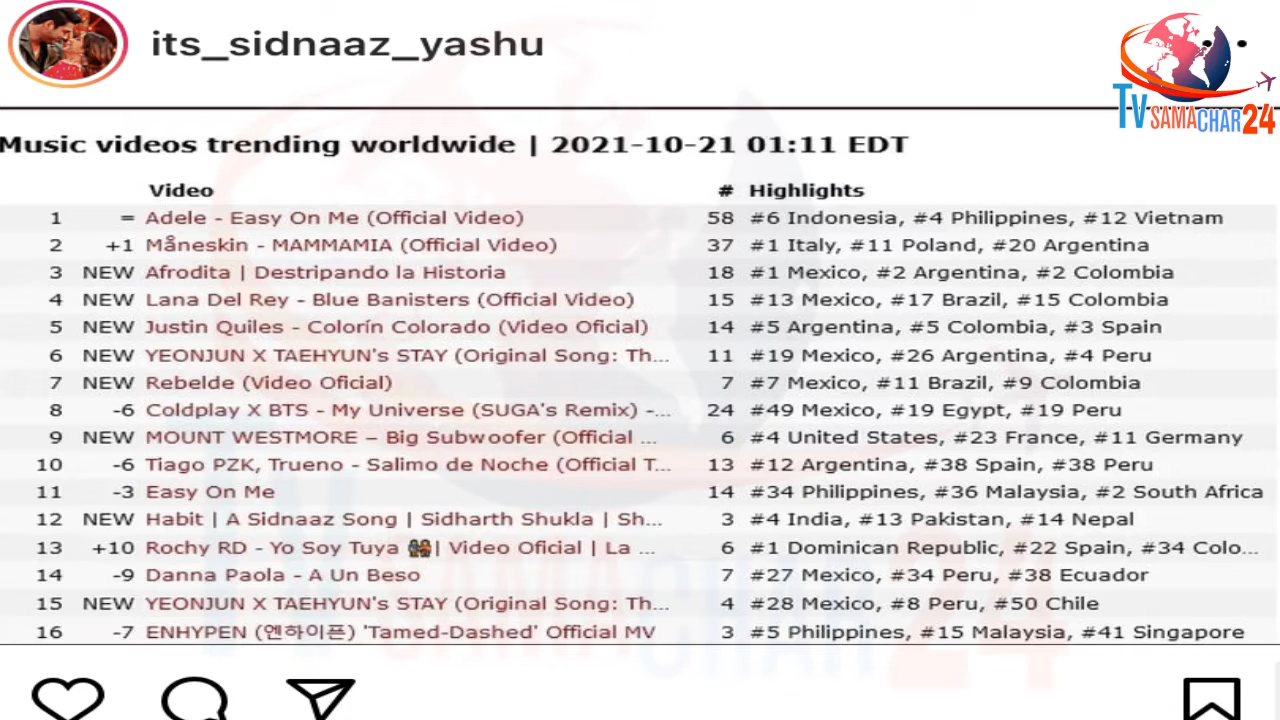 its_sidnaaz_yashu
TV SAMACHAR 24
Music videos trending worldwide | 2021-10-21 01:11 EDT
Video # Highlights
1 = Adele - Easy On Me (Official Video) 58 #6 Indonesia, #4 Philippines, #12 Vietnam
2 +1 Måneskin - MAMMAMIA (Official Video) 37 #1 Italy, #11 Poland, #20 Argentina
3 NEW Afrodita | Destripando la Historia 18 #1 Mexico, #2 Argentina, #2 Colombia
4 NEW Lana Del Rey - Blue Banisters (Official Video) 15 #13 Mexico, #17 Brazil, #15 Colombia
5 NEW Justin Quiles - Colorín Colorado (Video Oficial) 14 #5 Argentina, #5 Colombia, #3 Spain
6 NEW YEONJUN X TAEHYUN's STAY (Original Song: Th... 11 #19 Mexico, #26 Argentina, #4 Peru
7 NEW Rebelde (Video Oficial) 7 #7 Mexico, #11 Brazil, #9 Colombia
8 -6 Coldplay X BTS - My Universe (SUGA's Remix) -... 24 #49 Mexico, #19 Egypt, #19 Peru
9 NEW MOUNT WESTMORE – Big Subwoofer (Official ... 6 #4 United States, #23 France, #11 Germany
10 -6 Tiago PZK, Trueno - Salimo de Noche (Official T... 13 #12 Argentina, #38 Spain, #38 Peru
11 -3 Easy On Me 14 #34 Philippines, #36 Malaysia, #2 South Africa
12 NEW Habit | A Sidnaaz Song | Sidharth Shukla | Sh... 3 #4 India, #13 Pakistan, #14 Nepal
13 +10 Rochy RD - Yo Soy Tuya 👭| Video Oficial | La ... 6 #1 Dominican Republic, #22 Spain, #34 Colo...
14 -9 Danna Paola - A Un Beso 7 #27 Mexico, #34 Peru, #38 Ecuador
15 NEW YEONJUN X TAEHYUN's STAY (Original Song: Th... 4 #28 Mexico, #8 Peru, #50 Chile
16 -7 ENHYPEN (엔하이픈) 'Tamed-Dashed' Official MV 3 #5 Philippines, #15 Malaysia, #41 Singapore